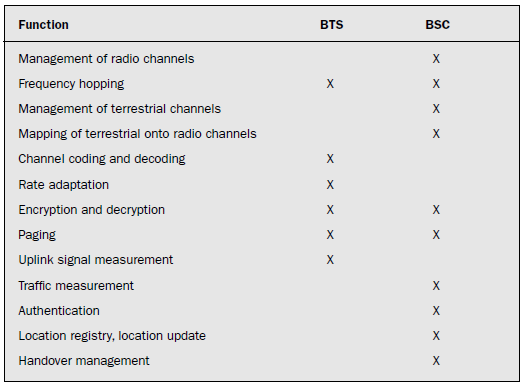 Function BTS BSC
Management of radio channels X
Frequency hopping X X
Management of terrestrial channels X
Mapping of terrestrial onto radio channels X
Channel coding and decoding X
Rate adaptation X
Encryption and decryption X X
Paging X X
Uplink signal measurement X
Traffic measurement X
Authentication X
Location registry, location update X
Handover management X